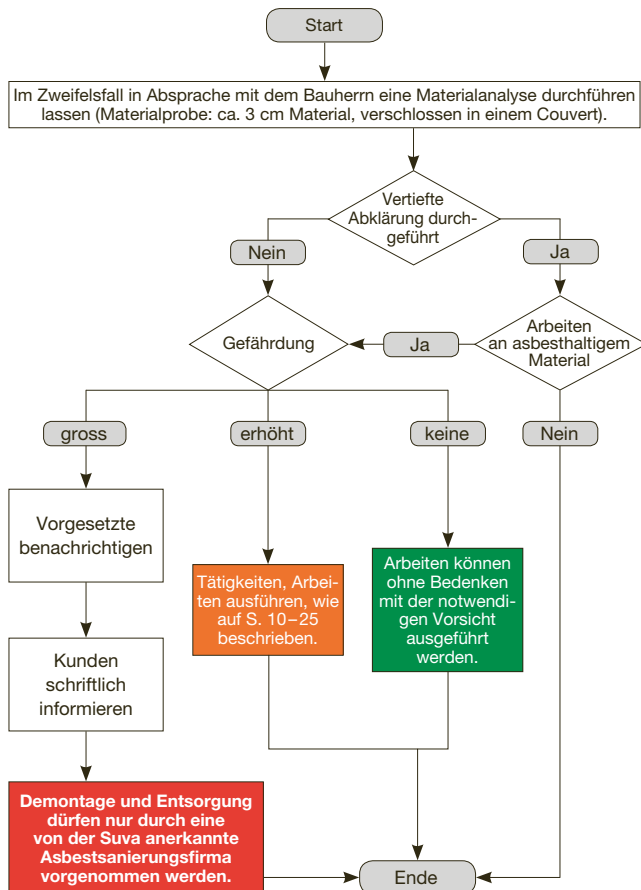 Start
Im Zweifelsfall in Absprache mit dem Bauherrn eine Materialanalyse durchführen
lassen (Materialprobe: ca. 3 cm Material, verschlossen in einem Couvert).
Vertiefte
Abklärung durch-
geführt
Nein
Ja
Gefährdung
Ja
Arbeiten
an asbesthaltigem
Material
gross
erhöht
keine
Nein
Vorgesetzte
benachrichtigen
Tätigkeiten, Arbei-
ten ausführen, wie
auf S. 10–25
beschrieben.
Arbeiten können
ohne Bedenken
mit der notwendi-
gen Vorsicht
ausgeführt
werden.
Kunden
schriftlich
informieren
Demontage und Entsorgung
dürfen nur durch eine
von der Suva anerkannte
Asbestsanierungsfirma
vorgenommen werden.
Ende